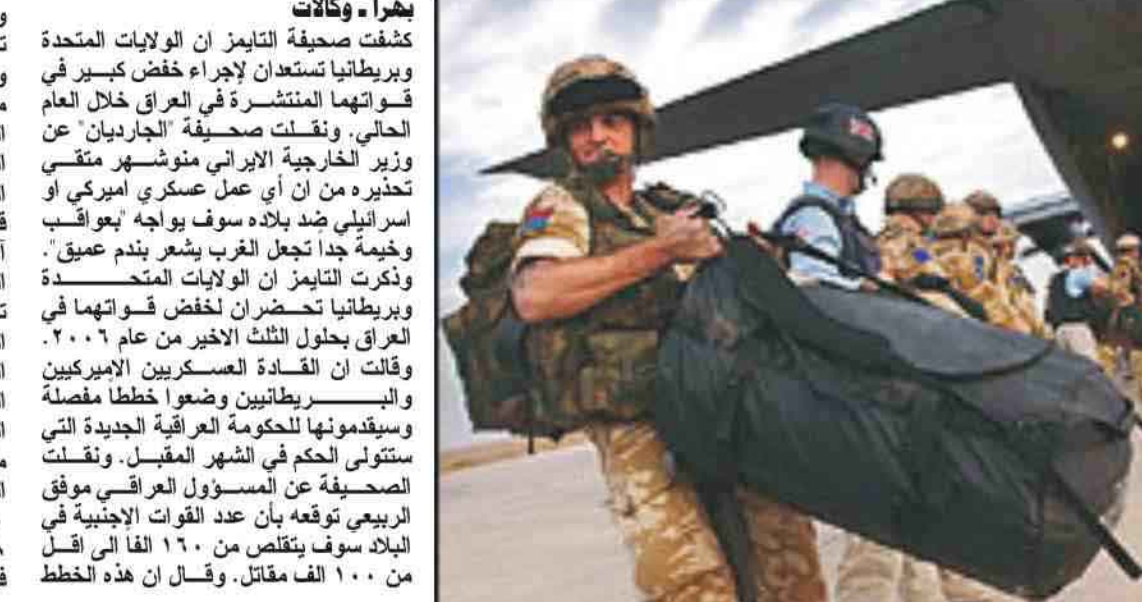 بهرا ـ وكالات
كشفت صحيفة التايمز ان الولايات المتحدة
وبريطانيا تستعدان لإجراء خفض كبير في
قواتهما المنتشرة في العراق خلال العام
الحالي. ونقلت صحيفة "الجارديان" عن
وزير الخارجية الايراني منوشهر متقي
تحذيره من ان أي عمل عسكري اميركي او
اسرائيلي ضد بلاده سوف يواجه "بعواقب
وخيمة جدا تجعل الغرب يشعر بندم عميق".
وذكرت التايمز ان الولايات المتحدة
وبريطانيا تحضران لخفض قواتهما في
العراق بحلول الثلث الاخير من عام ٢٠٠٦.
وقالت ان القادة العسكريين الاميركيين
والبريطانيين وضعوا خططا مفصلة
وسيقدمونها للحكومة العراقية الجديدة التي
ستتولى الحكم في الشهر المقبل. ونقلت
الصحيفة عن المسؤول العراقي موفق
الربيعي توقعه بأن عدد القوات الاجنبية في
البلاد سوف يتقلص من ١٦٠ الفا الى اقل
من ١٠٠ الف مقاتل. وقال ان هذه الخطط